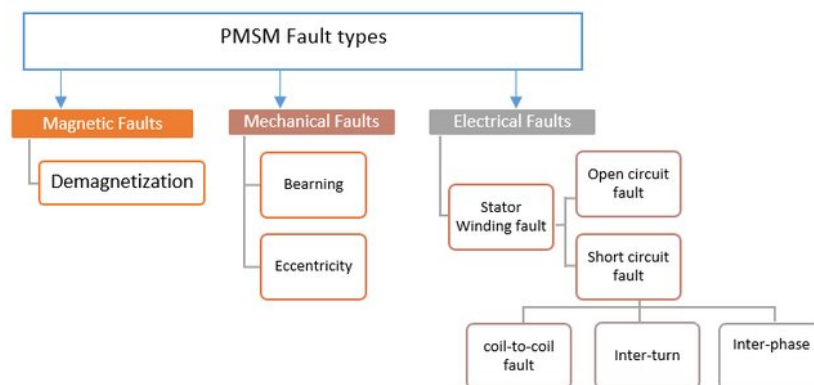 PMSM Fault types
Magnetic Faults
Mechanical Faults
Electrical Faults
Demagnetization
Bearning
Eccentricity
Stator
Winding fault
Open circuit
fault
Short circuit
fault
coil-to-coil
fault
Inter-turn
Inter-phase